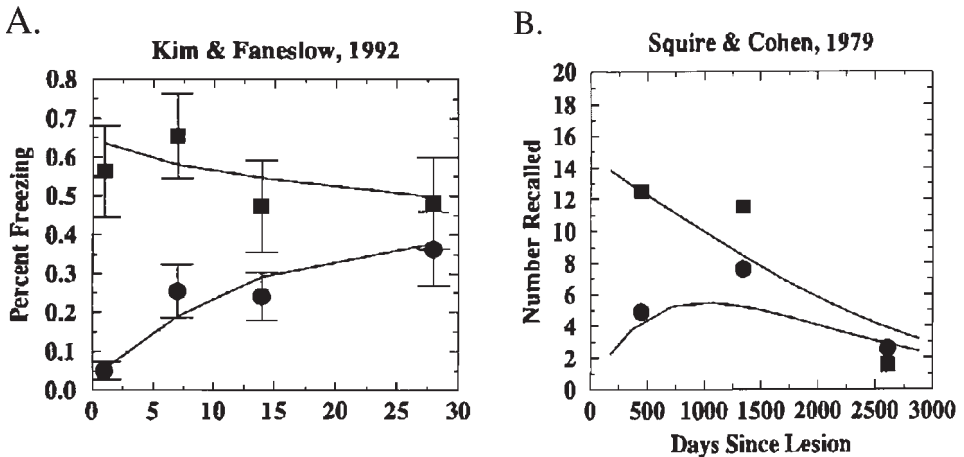 A.
Kim & Faneslow, 1992
Percent Freezing
0.8
0.7
0.6
0.5
0.4
0.3
0.2
0.1
0.0
0 5 10 15 20 25 30
B.
Squire & Cohen, 1979
Number Recalled
20
18
16
14
12
10
8
6
4
2
0
0 500 1000 1500 2000 2500 3000
Days Since Lesion